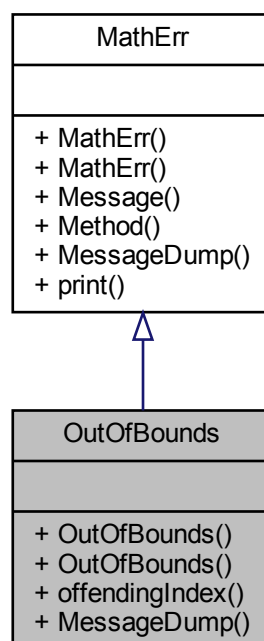 MathErr
+ MathErr()
+ MathErr()
+ Message()
+ Method()
+ MessageDump()
+ print()
OutOfBounds
+ OutOfBounds()
+ OutOfBounds()
+ offendingIndex()
+ MessageDump()